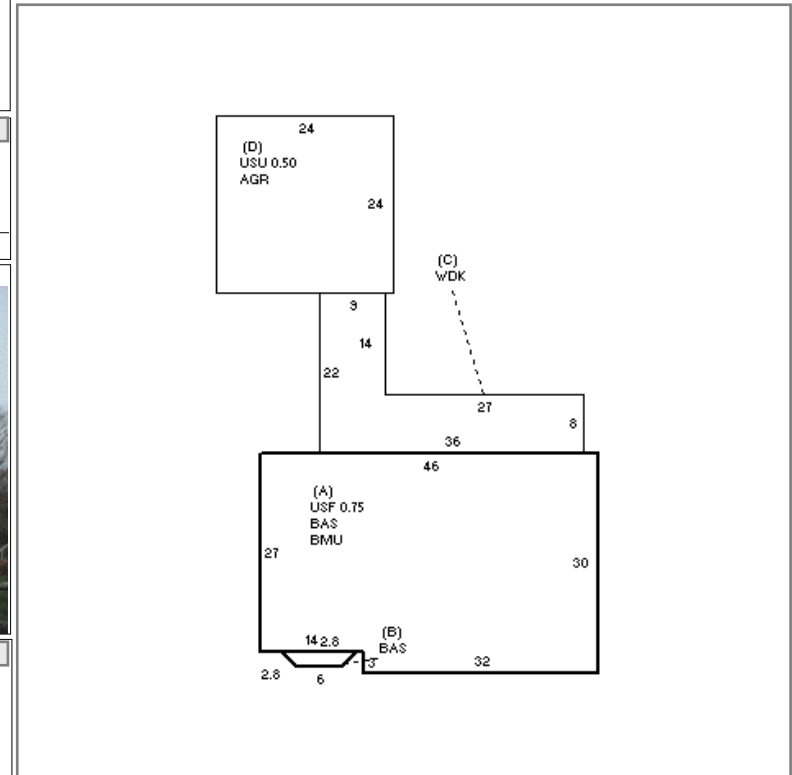 24
(D)
USU 0.50
AGR
24
(C)
WDK
9
14
22
27
8
36
46
(A)
USF 0.75
BAS
BMU
27
30
(B)
BAS
14 2.8
3
32
2.8
6